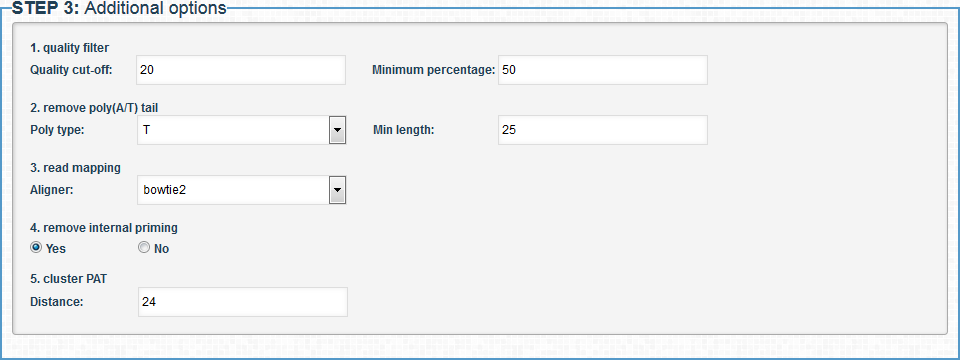 STEP 3: Additional options
1. quality filter
Quality cut-off: 20 Minimum percentage: 50
2. remove poly(A/T) tail
Poly type: T Min length: 25
3. read mapping
Aligner: bowtie2
4. remove internal priming
Yes No
5. cluster PAT
Distance: 24